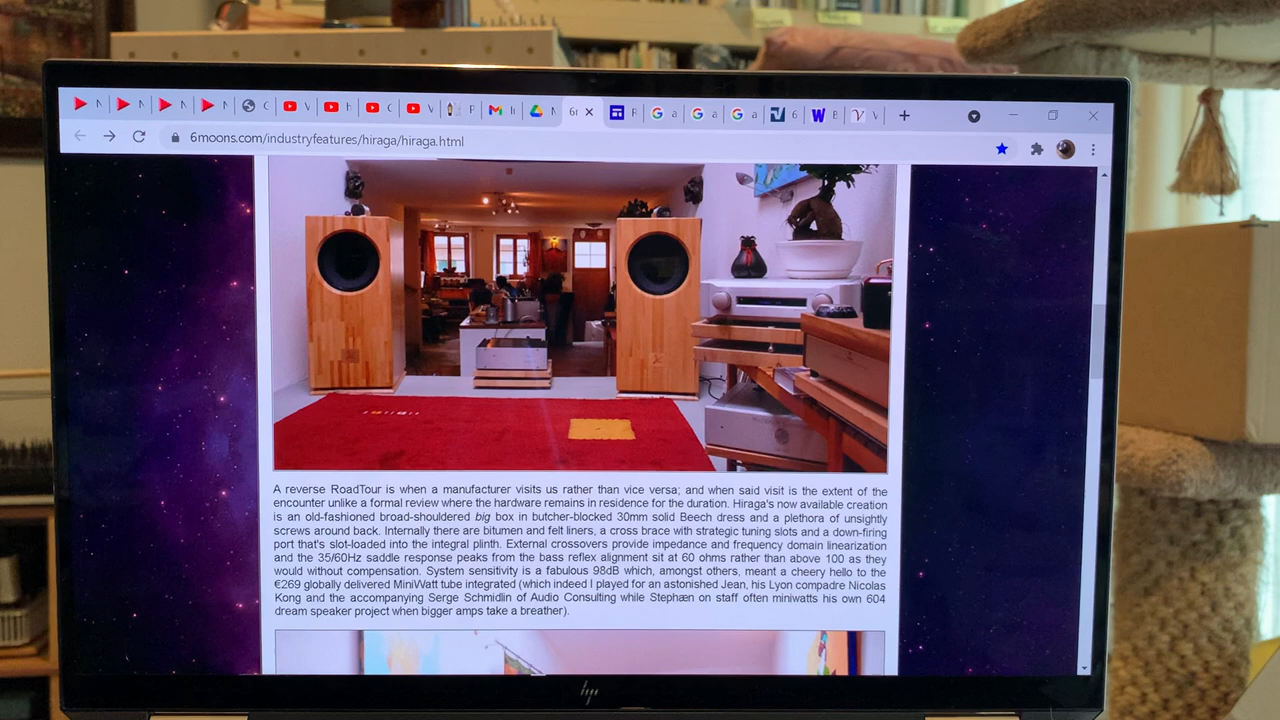 6moons.com/industryfeatures/hiraga/hiraga.html
A reverse RoadTour is when a manufacturer visits us rather than vice versa; and when said visit is the extent of the
encounter unlike a formal review where the hardware remains in residence for the duration. Hiraga's now available creation
is an old-fashioned broad-shouldered big box in butcher-blocked 30mm solid Beech dress and a plethora of unsightly
screws around back. Internally there are bitumen and felt liners, a cross brace with strategic tuning slots and a down-firing
port that's slot-loaded into the integral plinth. External crossovers provide impedance and frequency domain linearization
and the 35/60Hz saddle response peaks from the bass reflex alignment sit at 60 ohms rather than above 100 as they
would without compensation. System sensitivity is a fabulous 98dB which, amongst others, meant a cheery hello to the
€269 globally delivered MiniWatt tube integrated (which indeed I played for an astonished Jean, his Lyon compadre Nicolas
Kong and the accompanying Serge Schmidlin of Audio Consulting while Stephæn on staff often miniwatts his own 604
dream speaker project when bigger amps take a breather).
hp